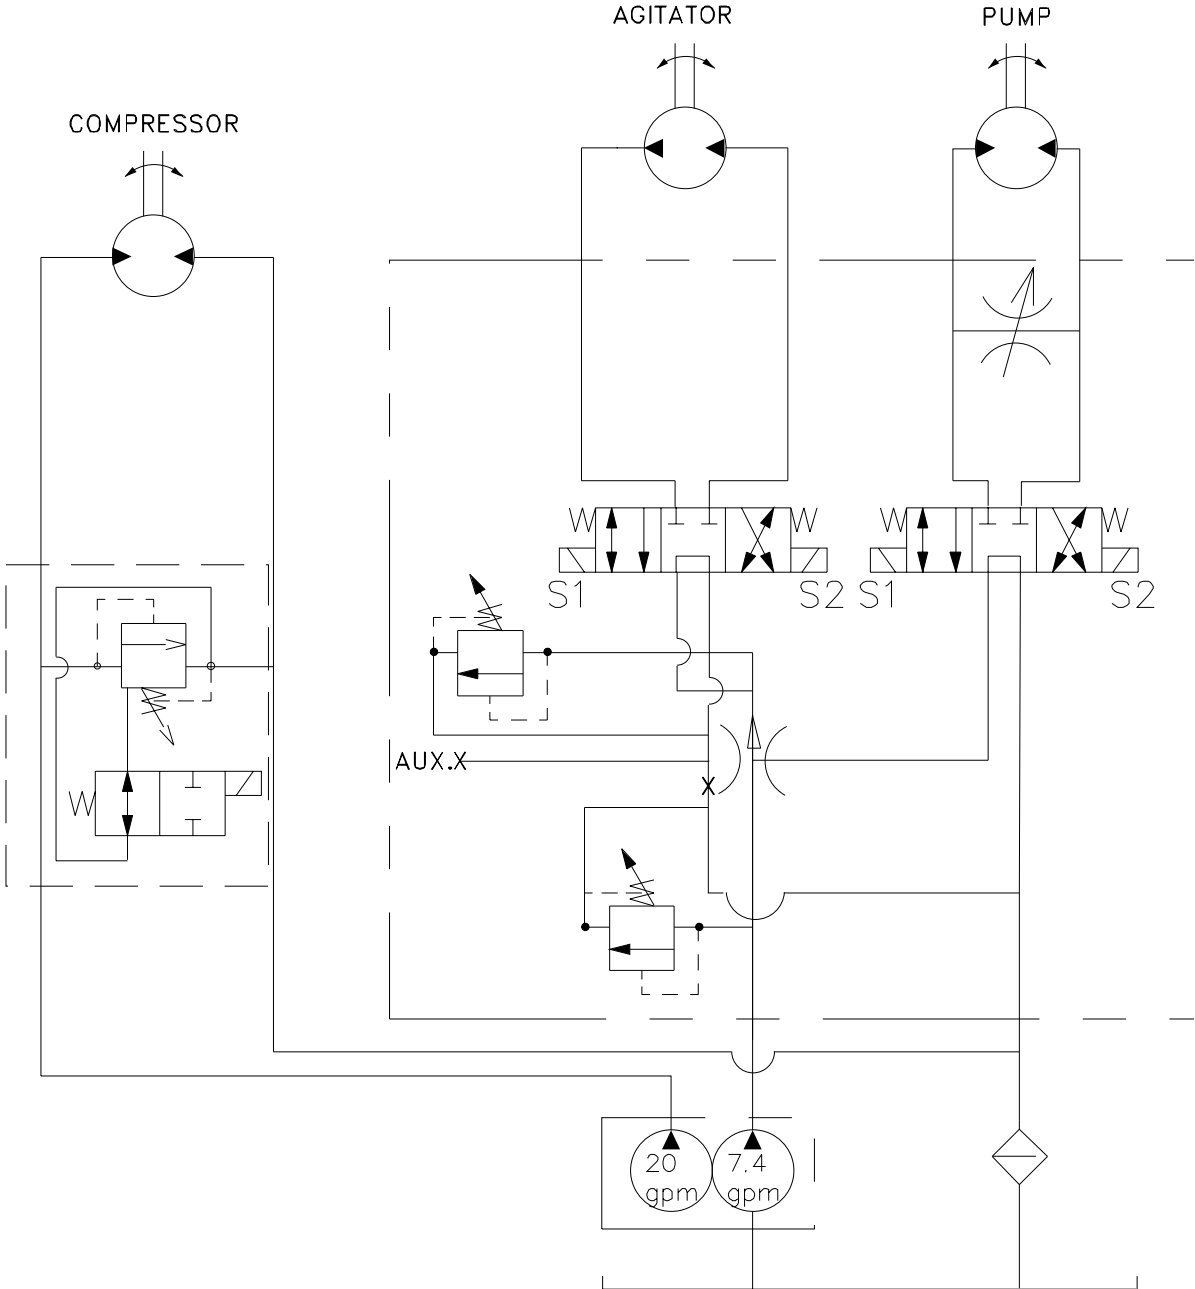 AGITATOR
PUMP
COMPRESSOR
S1
S2
S1
S2
AUX.X
X
20
gpm
7.4
gpm